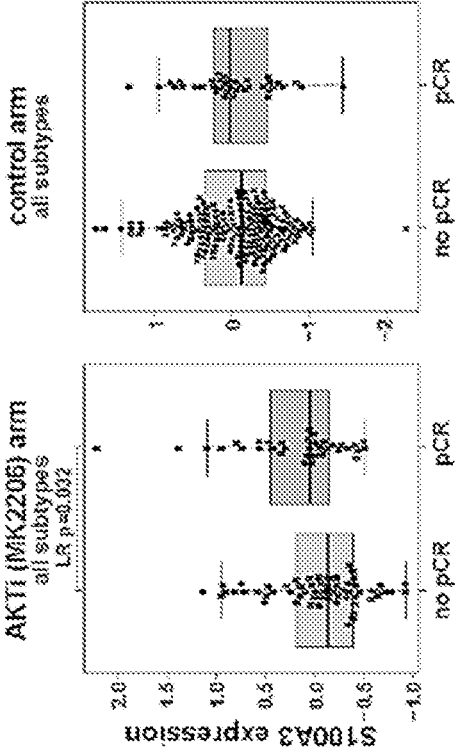 AKTi (MK2206) arm
all subtypes
LR p=0.032
S100A3 expression
2.0
1.5
1.0
0.5
0.0
-0.5
-1.0
no pCR
pCR
control arm
all subtypes
1
0
-1
-2
no pCR
pCR